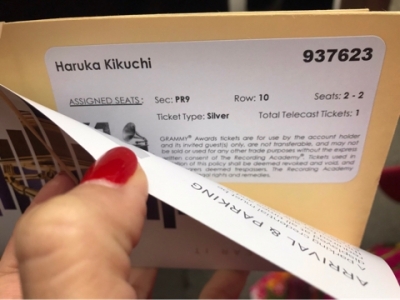 Haruka Kikuchi
937623
ASSIGNED SEATS: Sec: PR9 Row: 10 Seats: 2 - 2
Ticket Type: Silver Total Telecast Tickets: 1
GRAMMY® Awards tickets are for use by the account holder
and its invited guest(s) only, are non-transferable, and may not
be sold or used for any other trade purposes without the express
written consent of The Recording Academy®. Tickets used in
of this policy shall be deemed revoked and void, and
deemed trespassers. The Recording Academy
rights and remedies.
ARRIVAL & PARKING